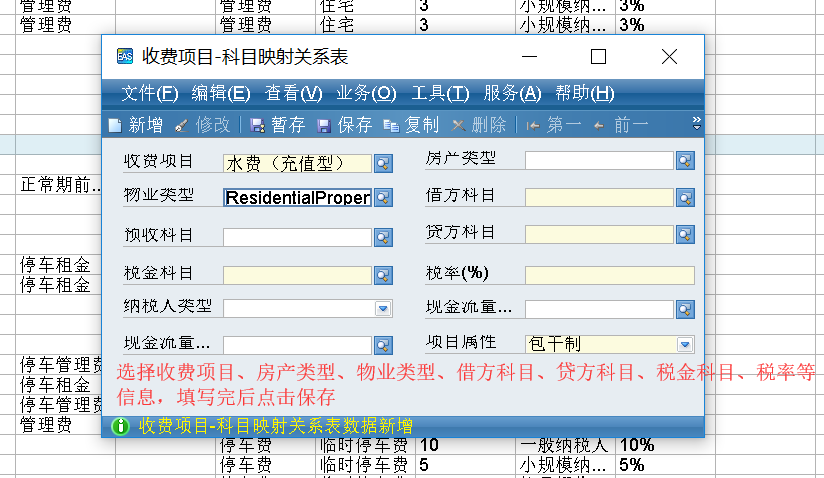 管理费 住宅 3 小规模纳... 3%
管理费 住宅 3 小规模纳... 3%
EAS 收费项目-科目映射关系表
文件(F) 编辑(E) 查看(V) 业务(O) 工具(T) 服务(A) 帮助(H)
新增 修改 暂存 保存 复制 删除 第一 前一 »
收费项目 水费（充值型） 房产类型
正常期前...
物业类型 ResidentialProper 借方科目
预收科目 贷方科目
停车租金
税金科目 税率(%)
停车租金
纳税人类型 现金流量...
现金流量... 项目属性 包干制
停车管理费
选择收费项目、房产类型、物业类型、借方科目、贷方科目、税金科目、税率等
停车租金
信息，填写完后点击保存
停车管理费
管理费
收费项目-科目映射关系表数据新增
停车费 临时停车费 10 一般纳税人 10%
停车费 临时停车费 5 小规模纳... 5%